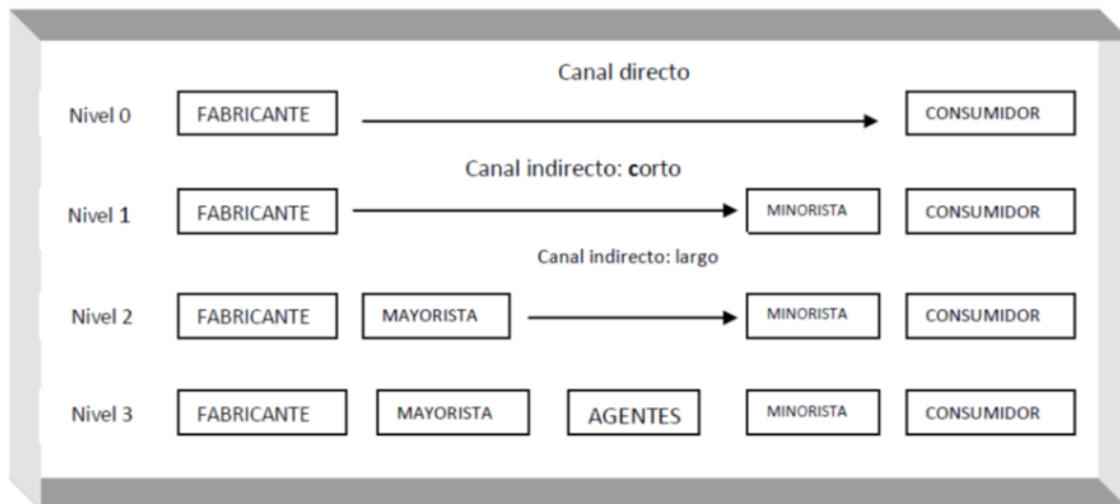 Canal directo
Nivel 0 FABRICANTE CONSUMIDOR
Canal indirecto: corto
Nivel 1 FABRICANTE MINORISTA CONSUMIDOR
Canal indirecto: largo
Nivel 2 FABRICANTE MAYORISTA MINORISTA CONSUMIDOR
Nivel 3 FABRICANTE MAYORISTA AGENTES MINORISTA CONSUMIDOR